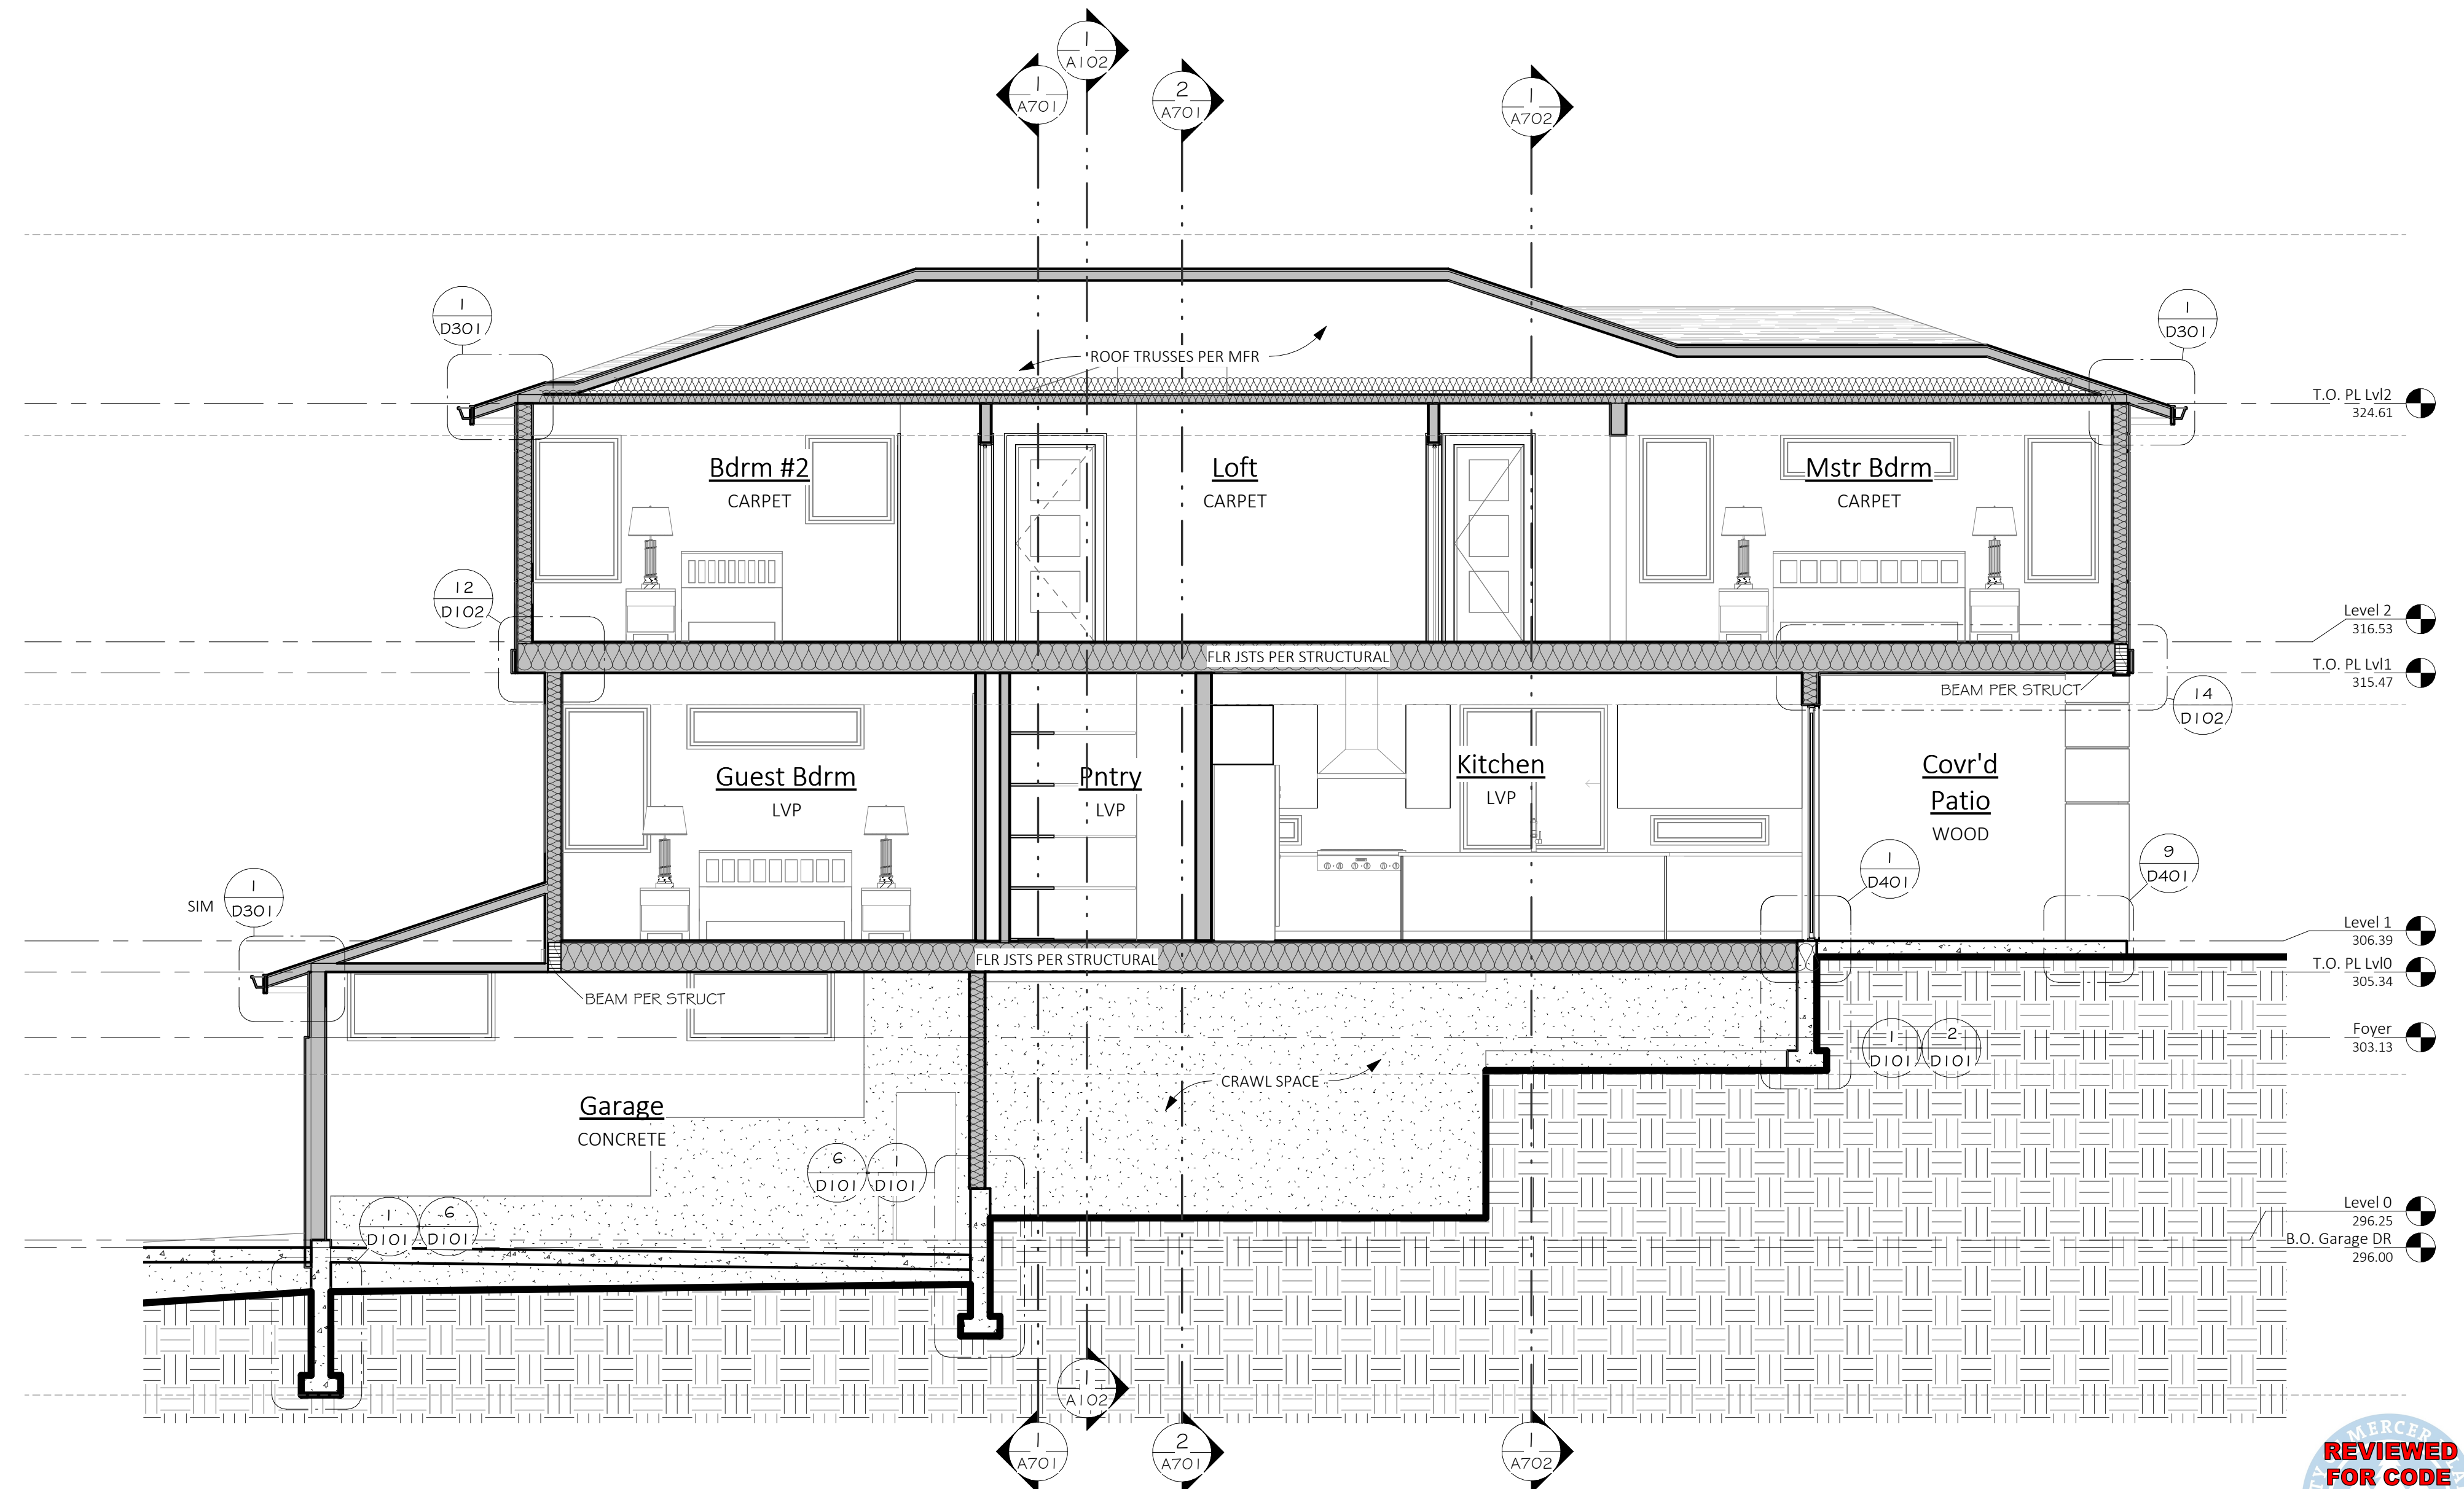 1
A102
1
A701
2
A701
1
A702
1
D301
1
D301
ROOF TRUSSES PER MFR
T.O. PL Lvl2
324.61
Bdrm #2
CARPET
Loft
CARPET
Mstr Bdrm
CARPET
12
D102
Level 2
316.53
FLR JSTS PER STRUCTURAL
T.O. PL Lvl1
315.47
BEAM PER STRUCT
14
D102
Guest Bdrm
LVP
Pntry
LVP
Kitchen
LVP
Covr'd
Patio
WOOD
1
D401
9
D401
SIM
1
D301
Level 1
306.39
FLR JSTS PER STRUCTURAL
T.O. PL Lvl0
305.34
BEAM PER STRUCT
Foyer
303.13
1
D101
2
D101
CRAWL SPACE
Garage
CONCRETE
6
D101
1
D101
1
D101
6
D101
Level 0
296.25
B.O. Garage DR
296.00
1
A102
1
A701
2
A701
1
A702
MERCER
REVIEWED
FOR CODE